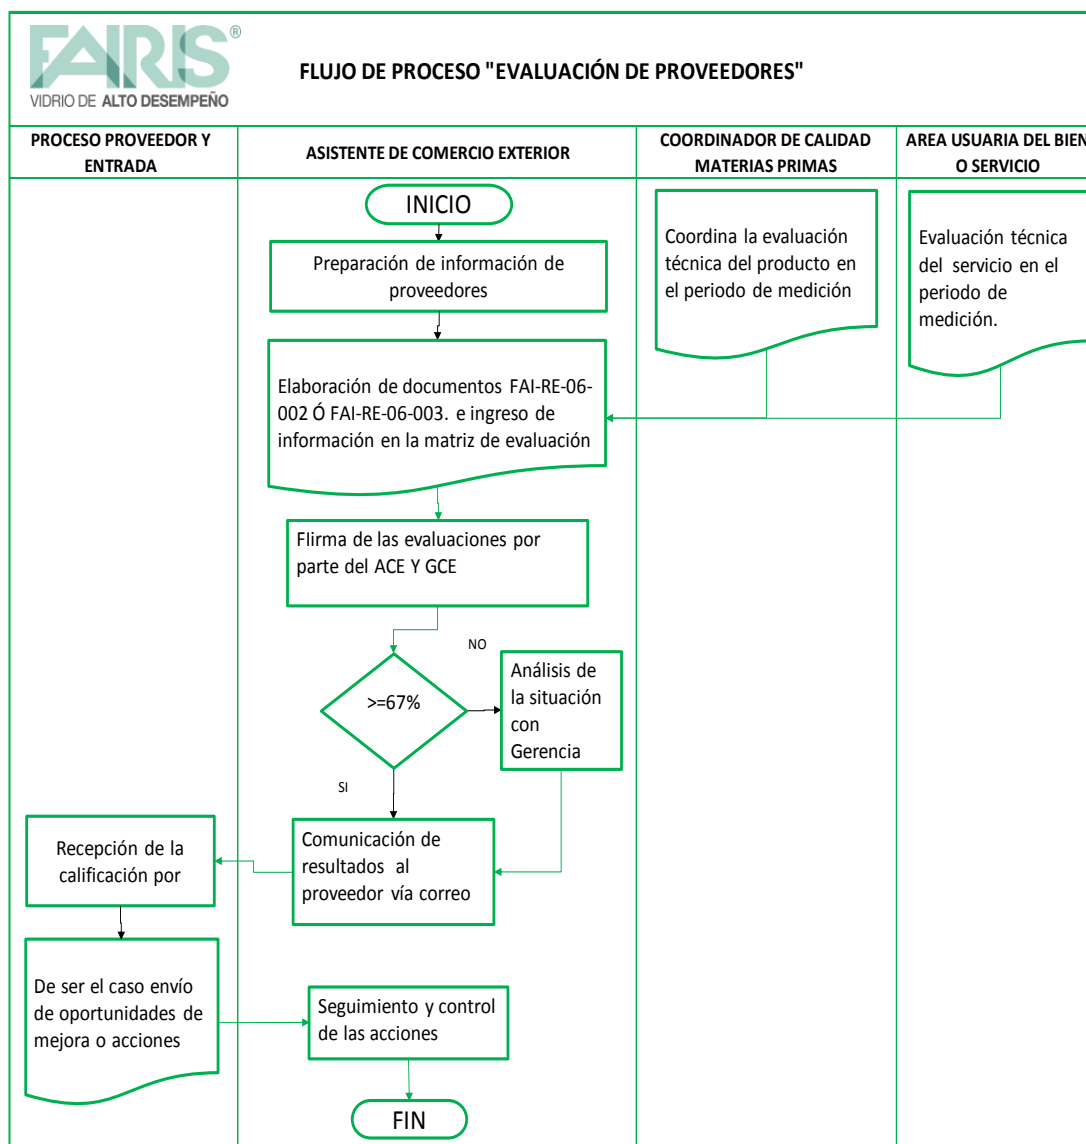 FAIRIS®
VIDRIO DE ALTO DESEMPEÑO
FLUJO DE PROCESO "EVALUACIÓN DE PROVEEDORES"
PROCESO PROVEEDOR Y
ENTRADA
ASISTENTE DE COMERCIO EXTERIOR
COORDINADOR DE CALIDAD
MATERIAS PRIMAS
AREA USUARIA DEL BIEN
O SERVICIO
INICIO
Preparación de información de
proveedores
Coordina la evaluación
técnica del producto en
el periodo de medición
Evaluación técnica
del servicio en el
periodo de
medición.
Elaboración de documentos FAI-RE-06-
002 Ó FAI-RE-06-003. e ingreso de
información en la matriz de evaluación
FIirma de las evaluaciones por
parte del ACE Y GCE
>=67%
NO
Análisis de
la situación
con
Gerencia
SI
Comunicación de
resultados al
proveedor vía correo
Recepción de la
calificación por
De ser el caso envío
de oportunidades de
mejora o acciones
Seguimiento y control
de las acciones
FIN